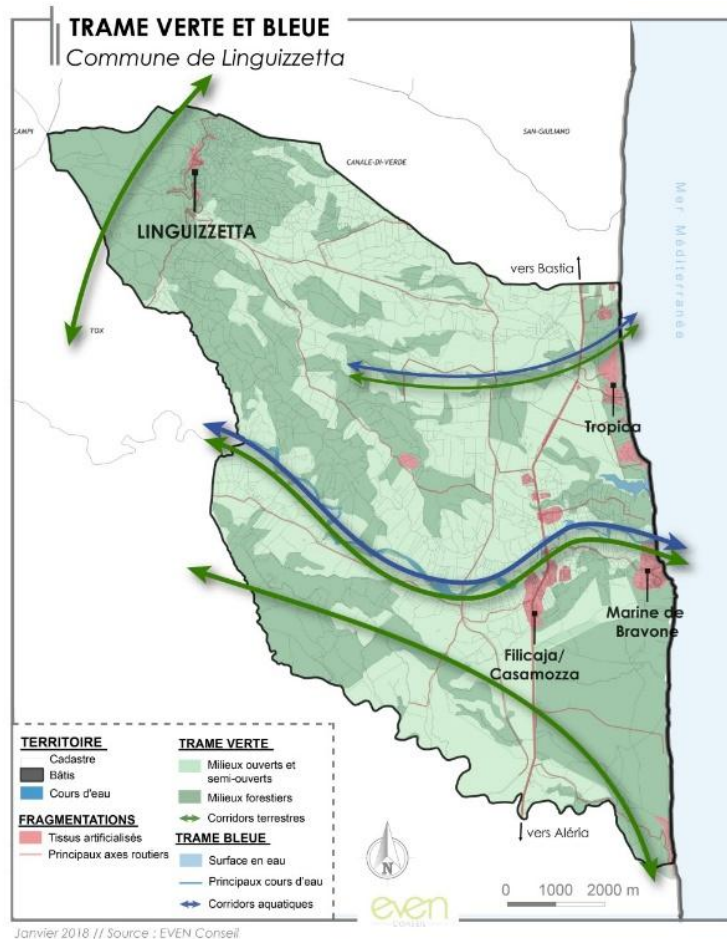 TRAME VERTE ET BLEUE
Commune de Linguizzetta
CAMPI
SAN-GIULIANO
CANALE-DI-VERDE
LINGUIZZETTA
Mer Méditerranée
vers Bastia
TOX
Tropica
Marine de
Bravone
Filicaja/
Casamozza
TERRITOIRE
Cadastre
Bâtis
Cours d'eau
FRAGMENTATIONS
Tissus artificialisés
Principaux axes routiers
TRAME VERTE
Milieux ouverts et
semi-ouverts
Milieux forestiers
Corridors terrestres
TRAME BLEUE
Surface en eau
Principaux cours d'eau
Corridors aquatiques
vers Aléria
N
even
CONSEIL
0 1000 2000 m
Janvier 2018 // Source : EVEN Conseil